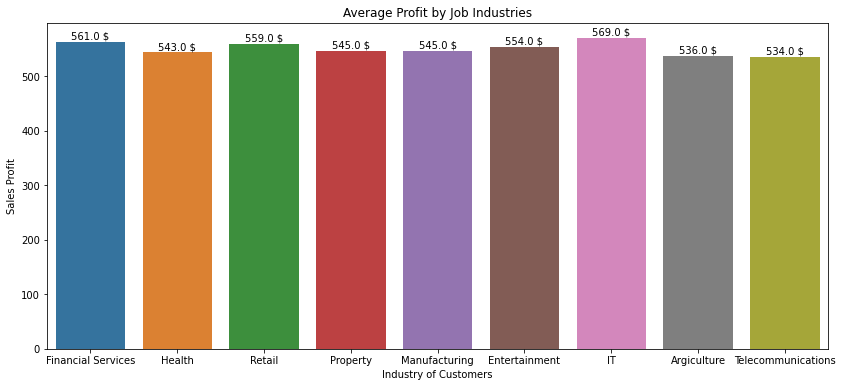 Average Profit by Job Industries
561.0 $
543.0 $
559.0 $
545.0 $
545.0 $
554.0 $
569.0 $
536.0 $
534.0 $
500
400
300
200
100
0
Sales Profit
Financial Services
Health
Retail
Property
Manufacturing
Entertainment
IT
Argiculture
Telecommunications
Industry of Customers